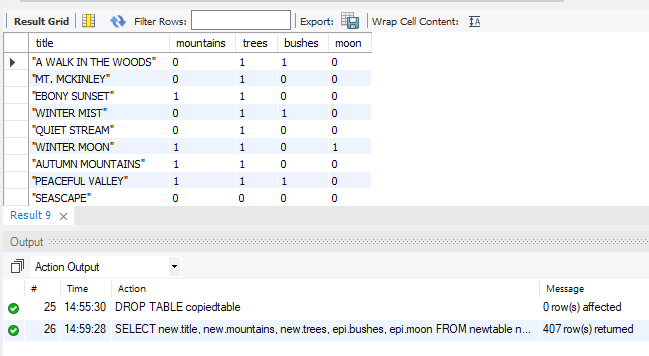 Result Grid Filter Rows: Export: Wrap Cell Content:
title mountains trees bushes moon
"A WALK IN THE WOODS" 0 1 1 0
"MT. MCKINLEY" 0 1 0 0
"EBONY SUNSET" 1 1 0 0
"WINTER MIST" 0 1 1 0
"QUIET STREAM" 0 1 0 0
"WINTER MOON" 1 1 0 1
"AUTUMN MOUNTAINS" 1 1 0 0
"PEACEFUL VALLEY" 1 1 1 0
"SEASCAPE" 0 0 0 0
Result 9
Output
Action Output
# Time Action Message
25 14:55:30 DROP TABLE copiedtable 0 row(s) affected
26 14:59:28 SELECT new.title, new.mountains, new.trees, epi.bushes, epi.moon FROM newtable n... 407 row(s) returned